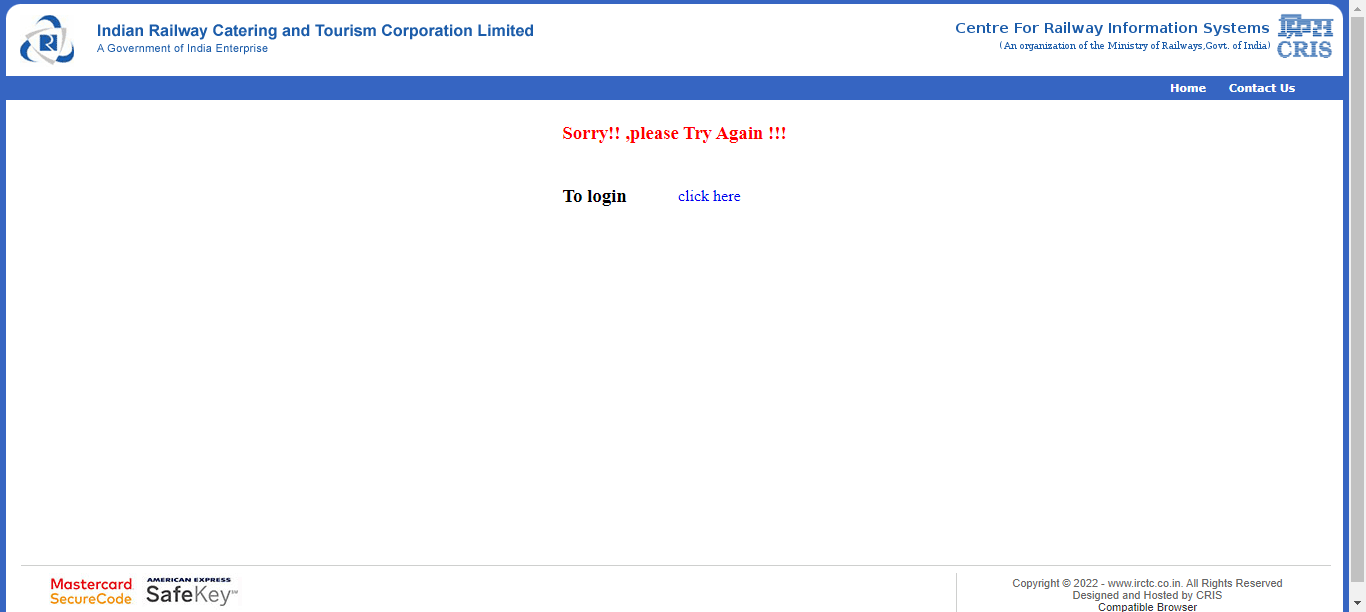 Indian Railway Catering and Tourism Corporation Limited
A Government of India Enterprise
Centre For Railway Information Systems
(An organization of the Ministry of Railways,Govt. of India)
CRIS
Home Contact Us
Sorry!! ,please Try Again !!!
To login click here
Mastercard
SecureCode
AMERICAN EXPRESS
SafeKey℠
Copyright © 2022 - www.irctc.co.in. All Rights Reserved
Designed and Hosted by CRIS
Compatible Browser